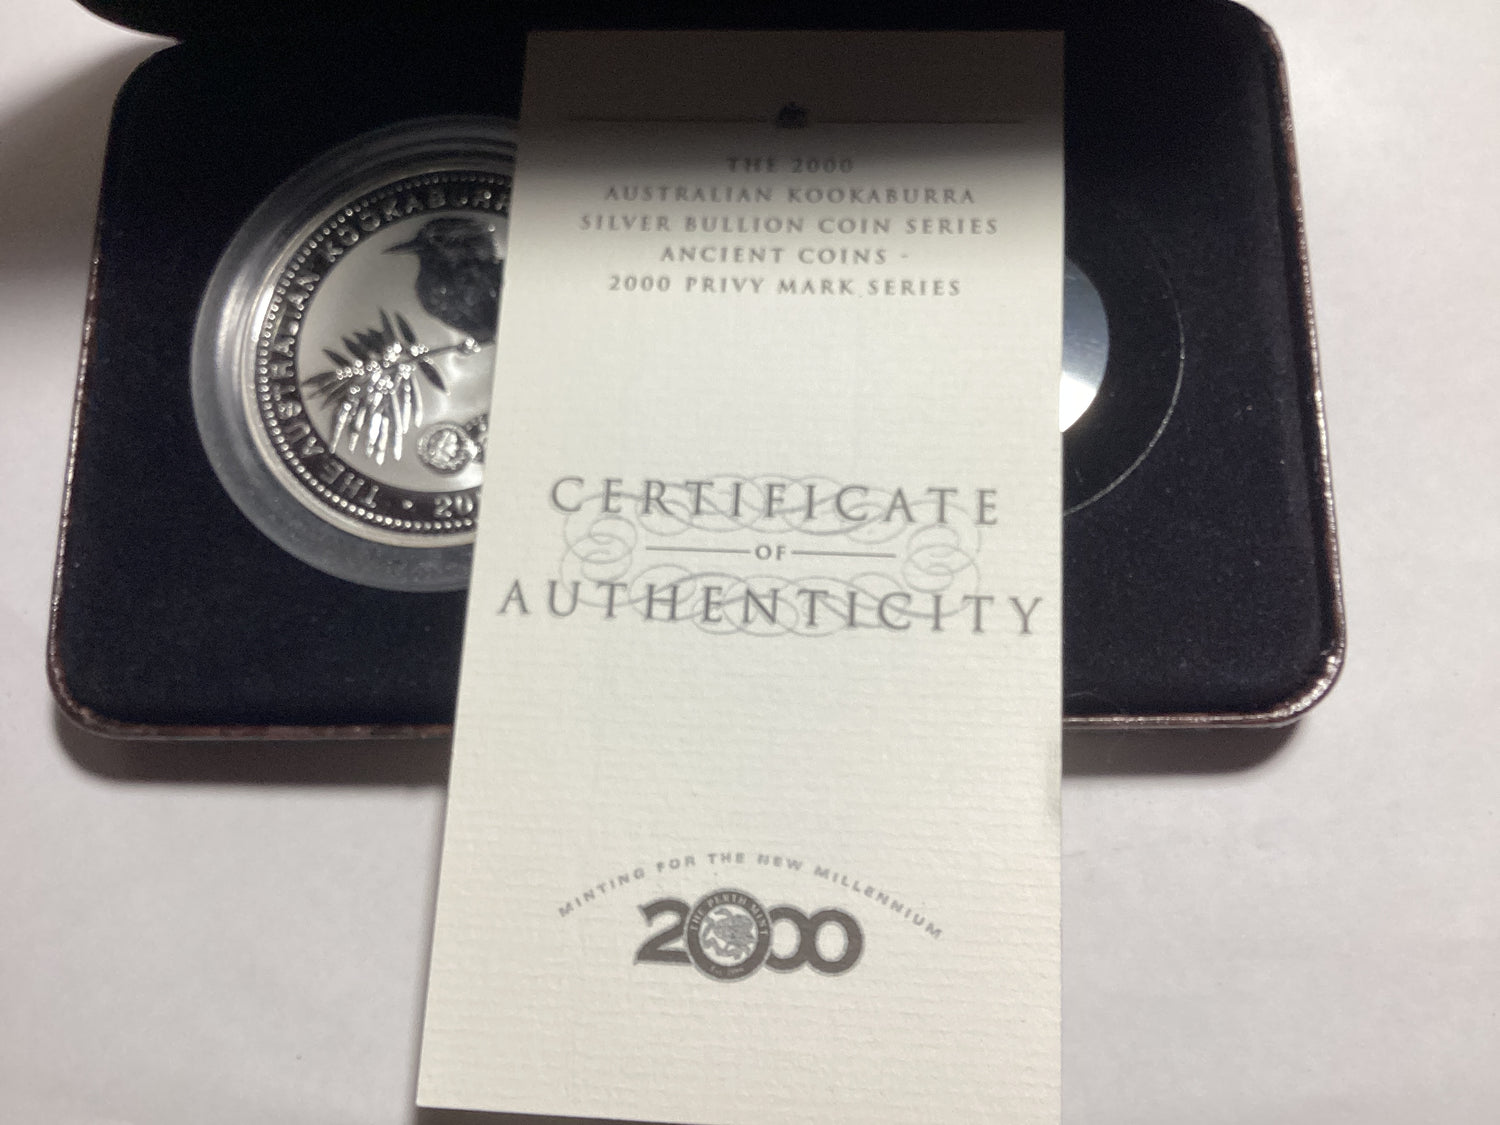 THE AUSTRALIAN KOOKABURR
THE 2000
AUSTRALIAN KOOKABURRA
SILVER BULLION COIN SERIES
ANCIENT COINS -
2000 PRIVY MARK SERIES
CERTIFICATE
OF
AUTHENTICITY
MINTING FOR THE NEW MILLENNIUM
2000
THE PERTH MINT